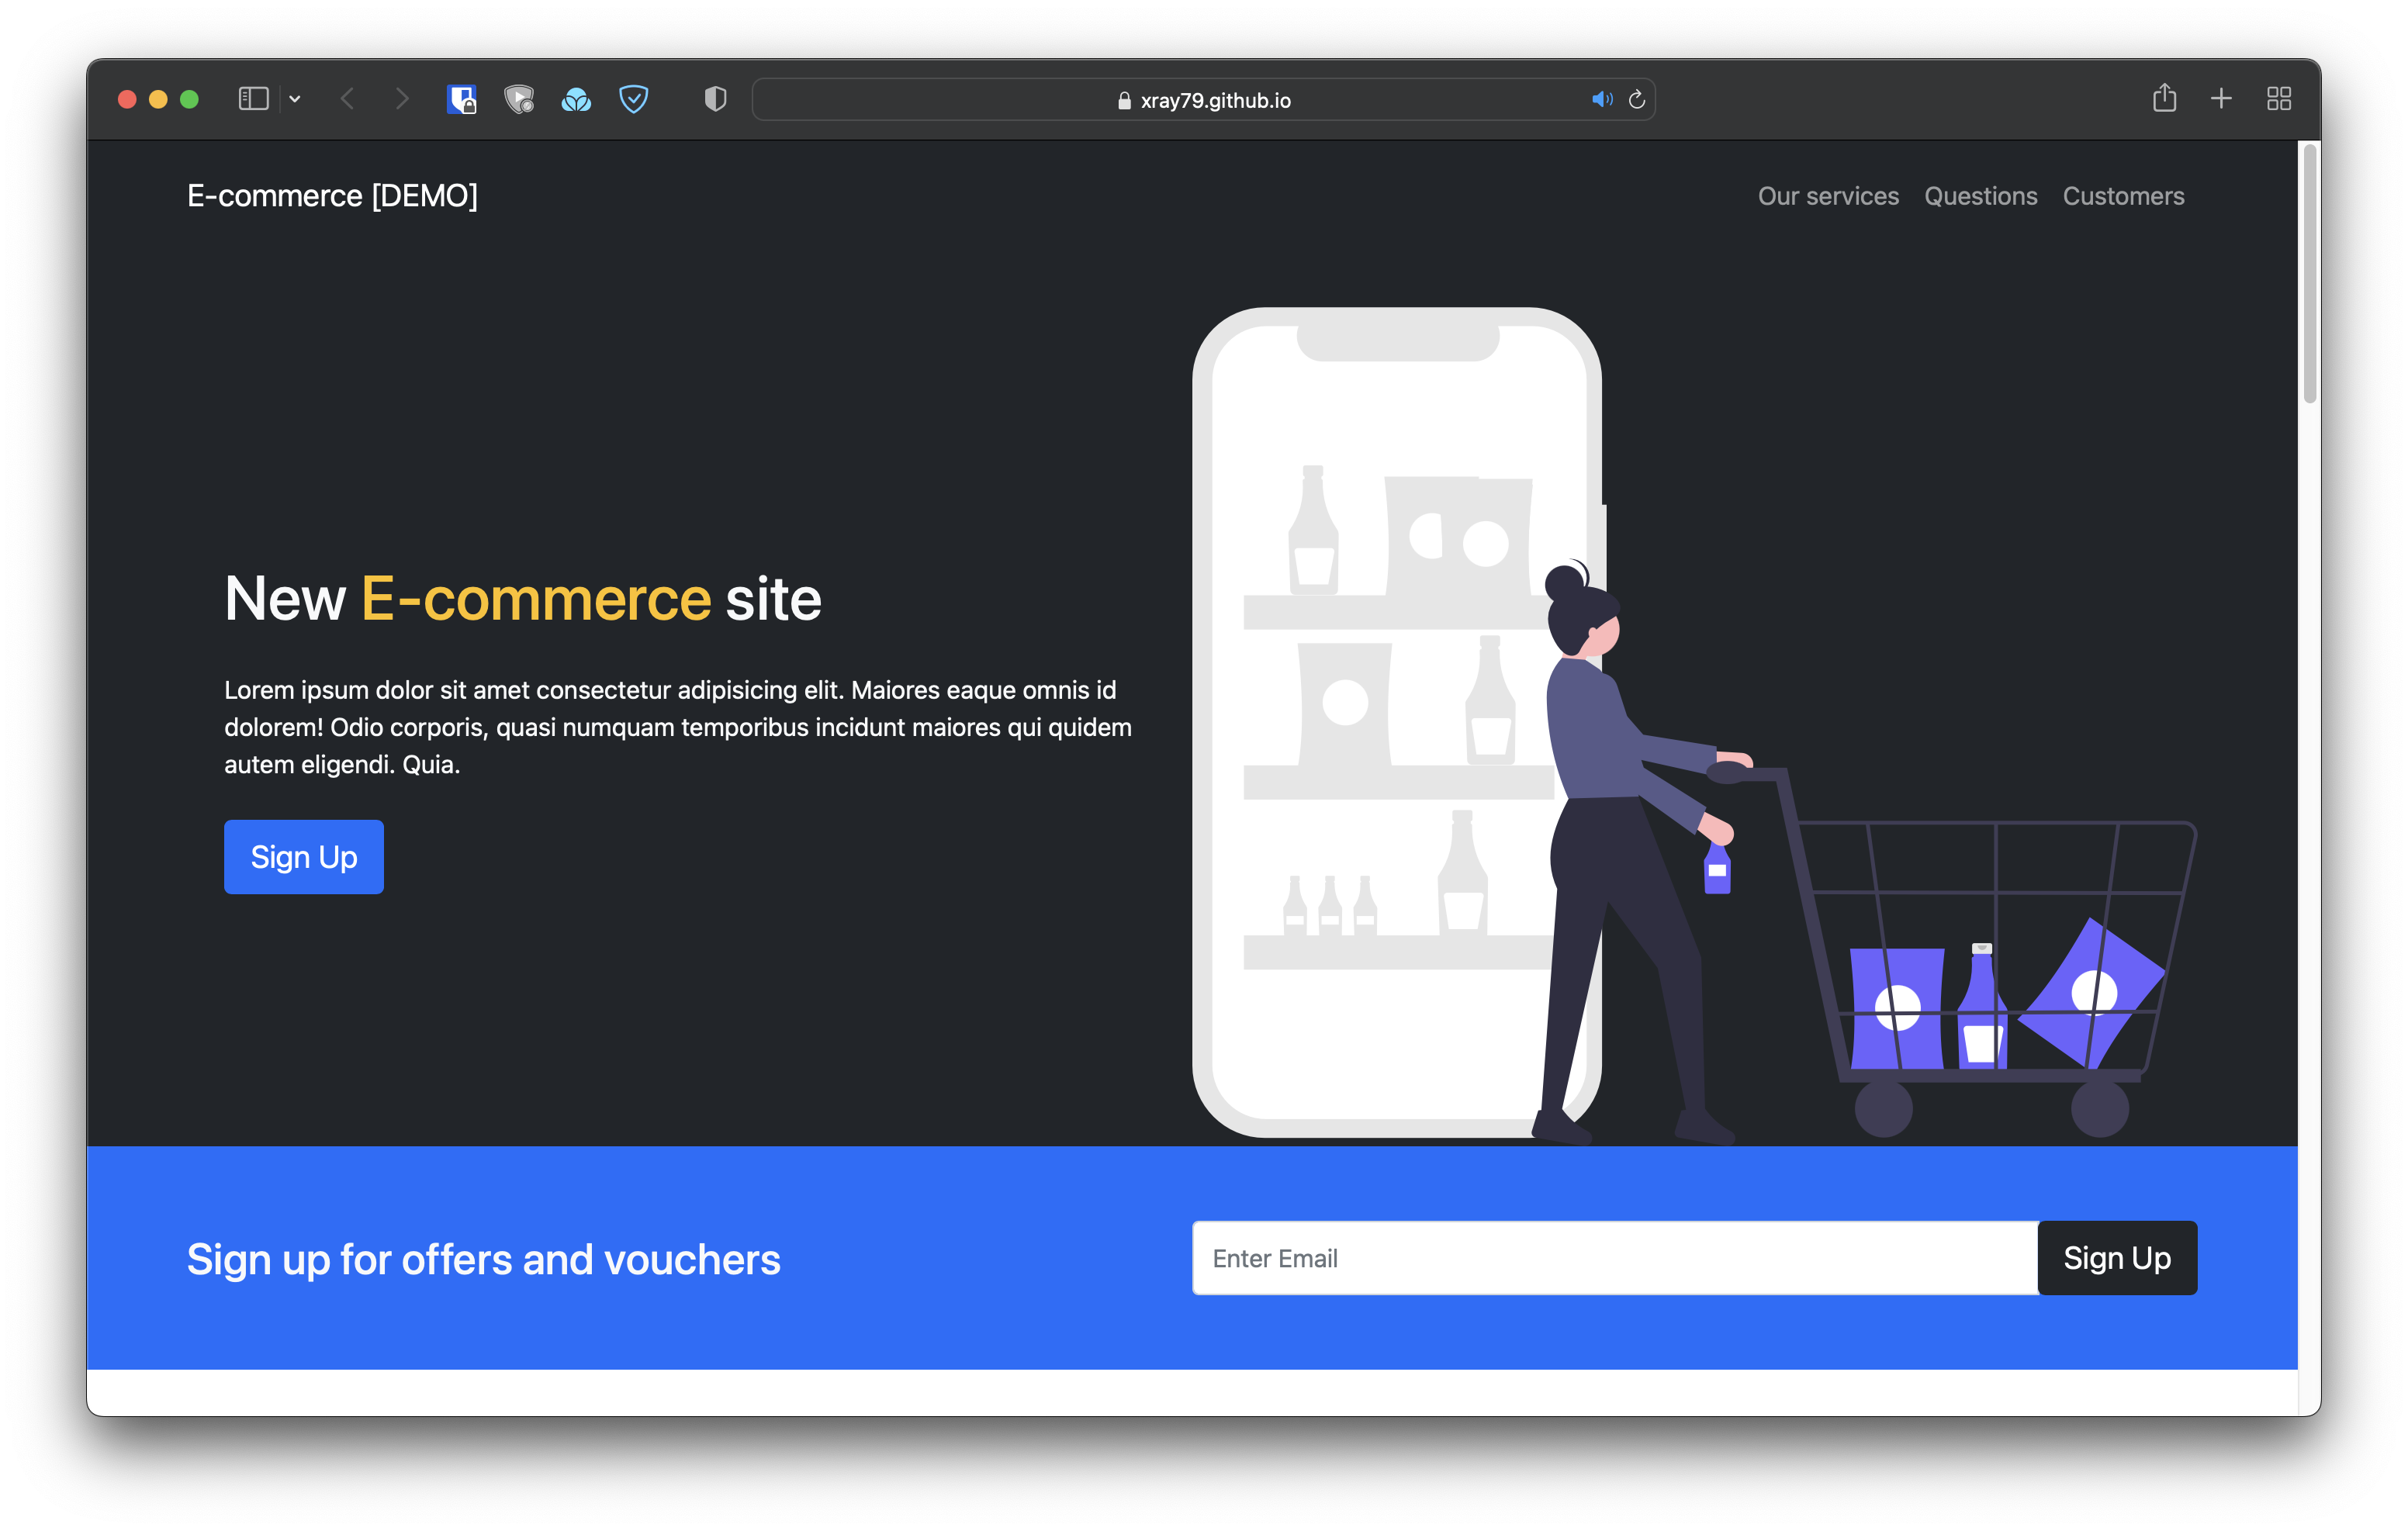 xray79.github.io
E-commerce [DEMO]
Our services Questions Customers
New E-commerce site
Lorem ipsum dolor sit amet consectetur adipisicing elit. Maiores eaque omnis id
dolorem! Odio corporis, quasi numquam temporibus incidunt maiores qui quidem
autem eligendi. Quia.
Sign Up
Sign up for offers and vouchers
Enter Email
Sign Up